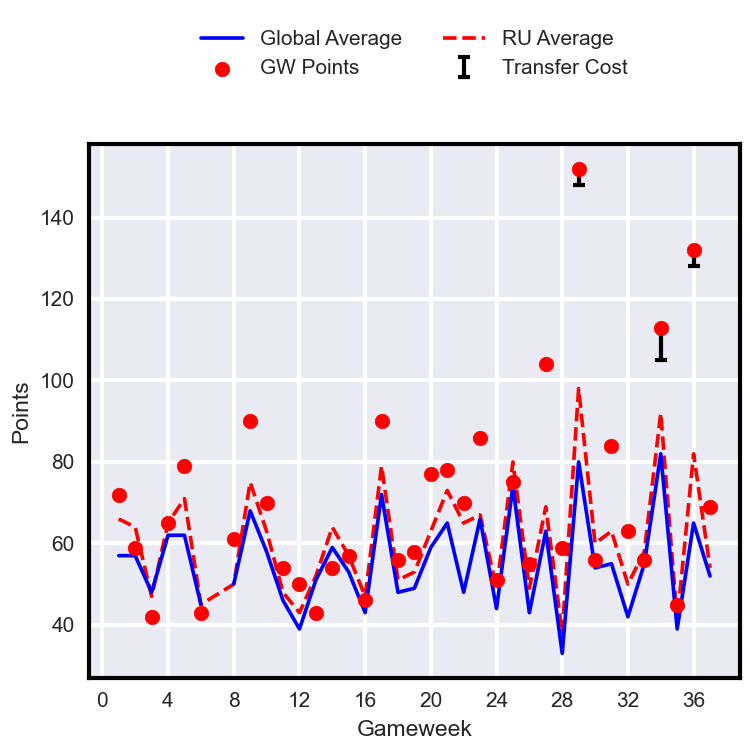 Global Average
RU Average
GW Points
Transfer Cost
140
120
100
80
60
40
Points
0 4 8 12 16 20 24 28 32 36
Gameweek